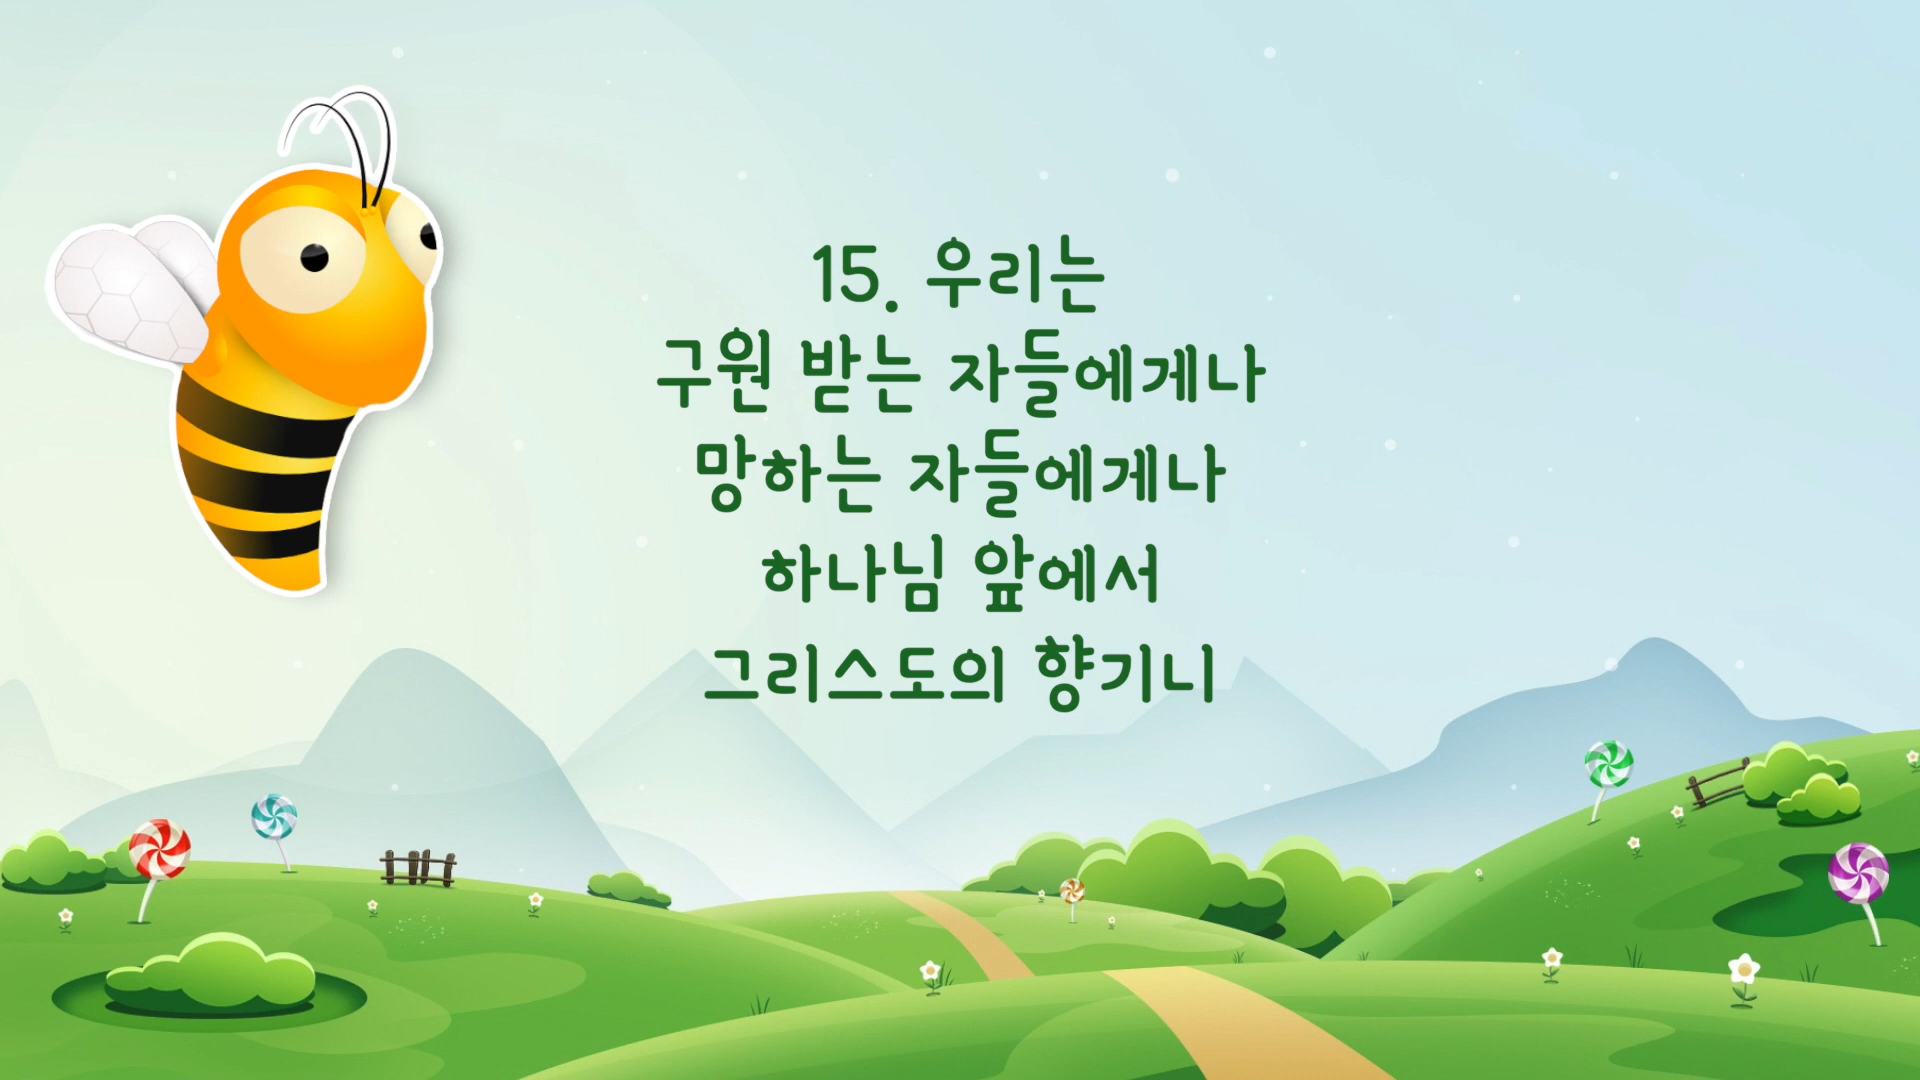 15. 우리는
구원 받는 자들에게나
망하는 자들에게나
하나님 앞에서
그리스도의 향기니